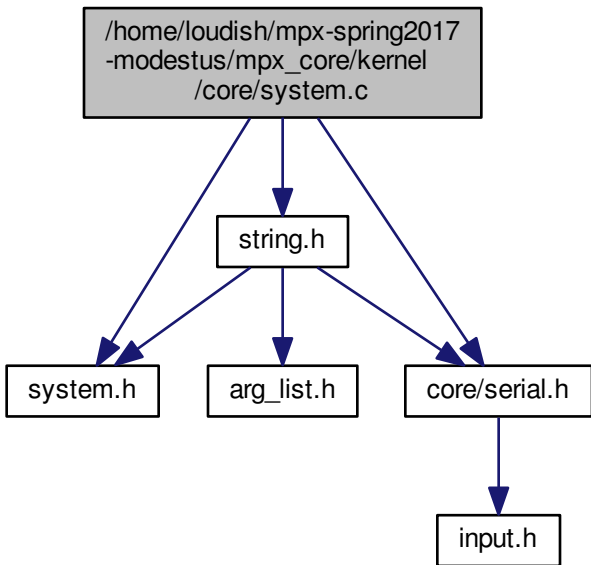 /home/loudish/mpx-spring2017
-modestus/mpx_core/kernel
/core/system.c
string.h
system.h
arg_list.h
core/serial.h
input.h